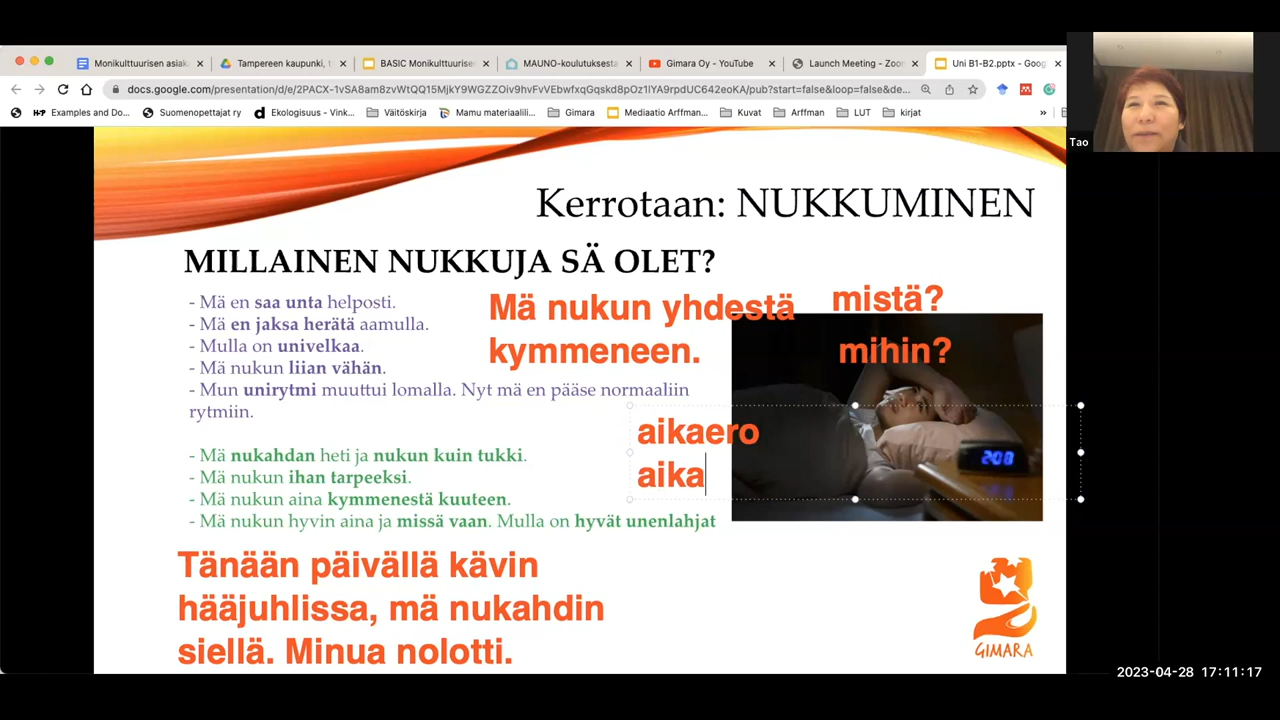 Monikulttuurisen asiak
Tampereen kaupunki, t
BASIC Monikulttuurise
MAUNO-koulutuksesta
Gimara Oy - YouTube
Launch Meeting - Zoo
Uni B1-B2.pptx - Goog
docs.google.com/presentation/d/e/2PACX-1vSA8am8zvWtQQ15MjkY9WGZZOiv9hvFvVEbwfxqGqskd8pOz1IYA9rpdUC642eoKA/pub?start=false&loop=false&de...
Examples and Do...
Suomenopettajat ry
Ekologisuus - Vink...
Väitöskirja
Mamu materiaalili...
Gimara
Mediaatio Arffman...
Kuvat
Arffman
LUT
kirjat
»
Tao
Kerrotaan: NUKKUMINEN
MILLAINEN NUKKUJA SÄ OLET?
- Mä en saa unta helposti.
- Mä en jaksa herätä aamulla.
- Mulla on univelkaa.
- Mä nukun liian vähän.
- Mun unirytmi muuttui lomalla. Nyt mä en pääse normaaliin
rytmiin.
Mä nukun yhdestä
kymmeneen.
mistä?
mihin?
aikaero
aika
2:00
- Mä nukahdan heti ja nukun kuin tukki.
- Mä nukun ihan tarpeeksi.
- Mä nukun aina kymmenestä kuuteen.
- Mä nukun hyvin aina ja missä vaan. Mulla on hyvät unenlahjat
Tänään päivällä kävin
hääjuhlissa, mä nukahdin
siellä. Minua nolotti.
GIMARA
2023-04-28 17:11:17